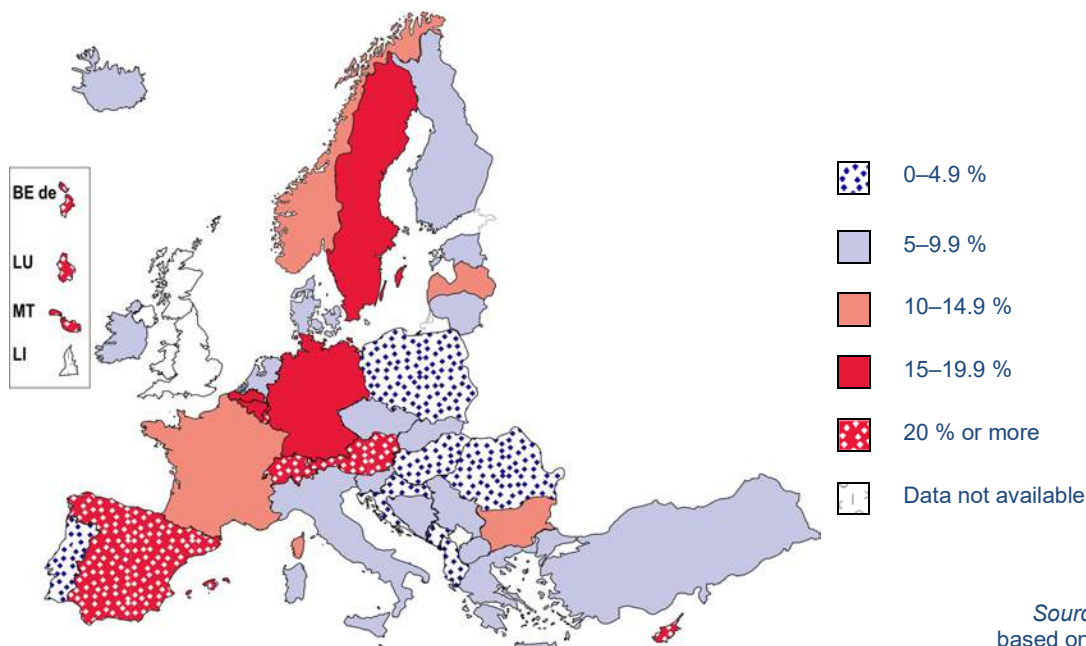 BE de
LU
MT
LI
0–4.9 %
5–9.9 %
10–14.9 %
15–19.9 %
20 % or more
Data not available
Sourc
based on